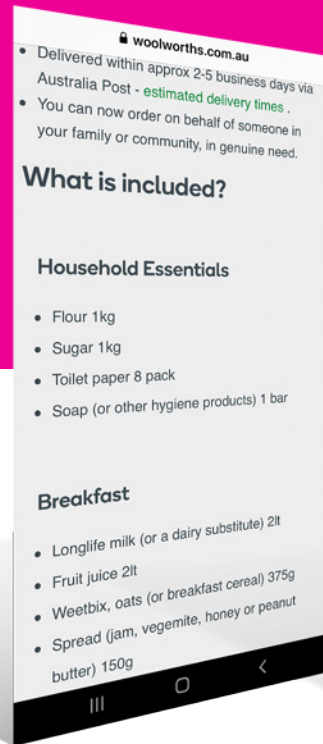 woolworths.com.au
• Delivered within approx 2-5 business days via
Australia Post - estimated delivery times .
• You can now order on behalf of someone in
your family or community, in genuine need.
What is included?
Household Essentials
• Flour 1kg
• Sugar 1kg
• Toilet paper 8 pack
• Soap (or other hygiene products) 1 bar
Breakfast
• Longlife milk (or a dairy substitute) 2lt
• Fruit juice 2lt
• Weetbix, oats (or breakfast cereal) 375g
• Spread (jam, vegemite, honey or peanut
butter) 150g